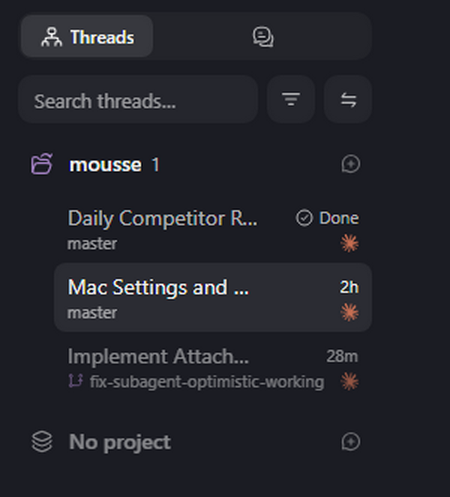 Threads
Search threads...
mousse 1
Daily Competitor R... Done
master
Mac Settings and ... 2h
master
Implement Attach... 28m
fix-subagent-optimistic-working
No project